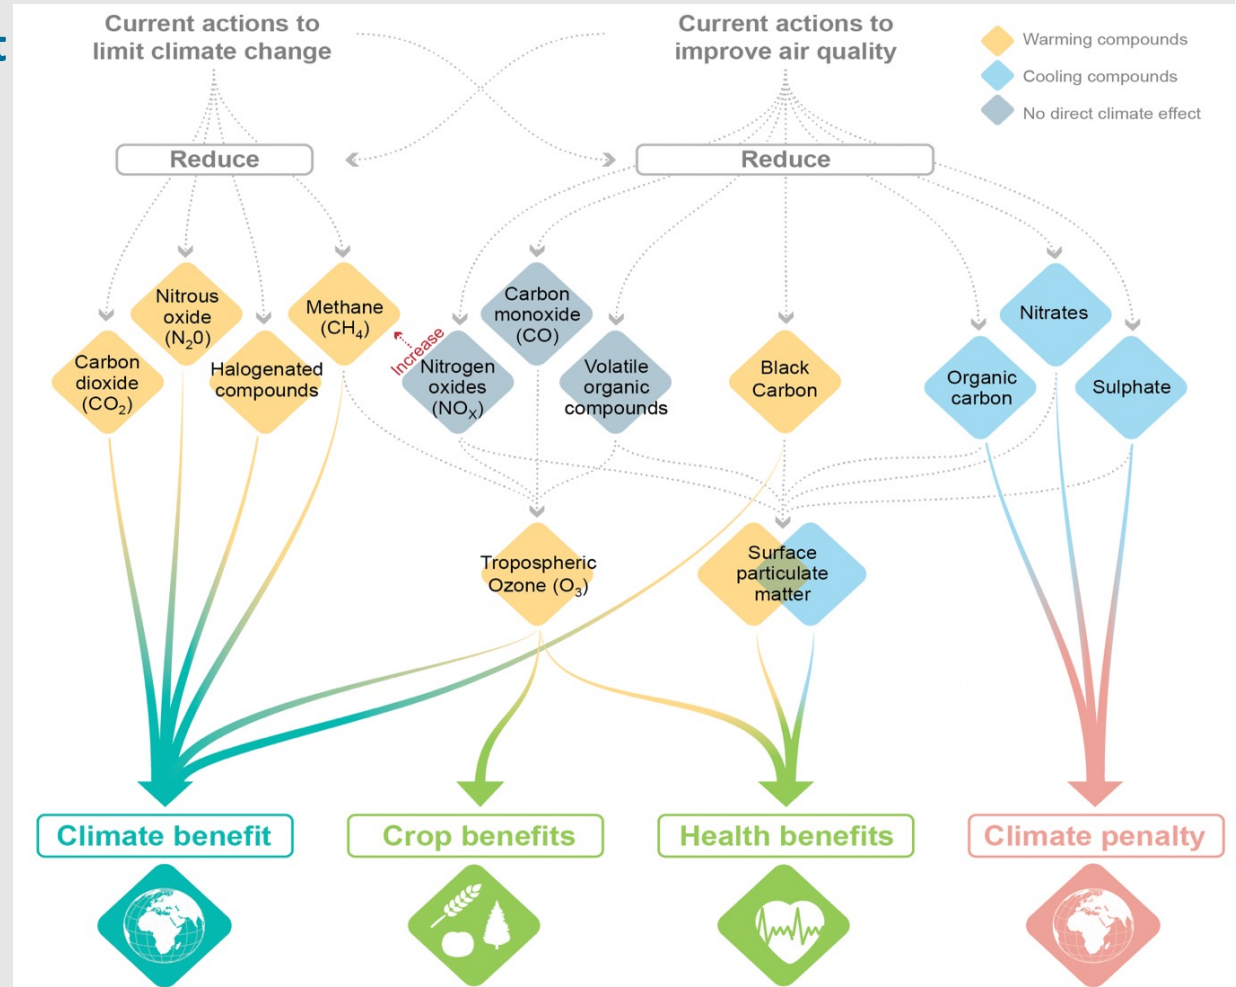 t
Current actions to
limit climate change
Current actions to
improve air quality
Warming compounds
Cooling compounds
No direct climate effect
Reduce
Reduce
Nitrous
oxide
(N₂0)
Methane
(CH₄)
Carbon
monoxide
(CO)
Nitrates
Increase
Carbon
dioxide
(CO₂)
Halogenated
compounds
Nitrogen
oxides
(NOₓ)
Volatile
organic
compounds
Black
Carbon
Organic
carbon
Sulphate
Tropospheric
Ozone (O₃)
Surface
particulate
matter
Climate benefit
Crop benefits
Health benefits
Climate penalty